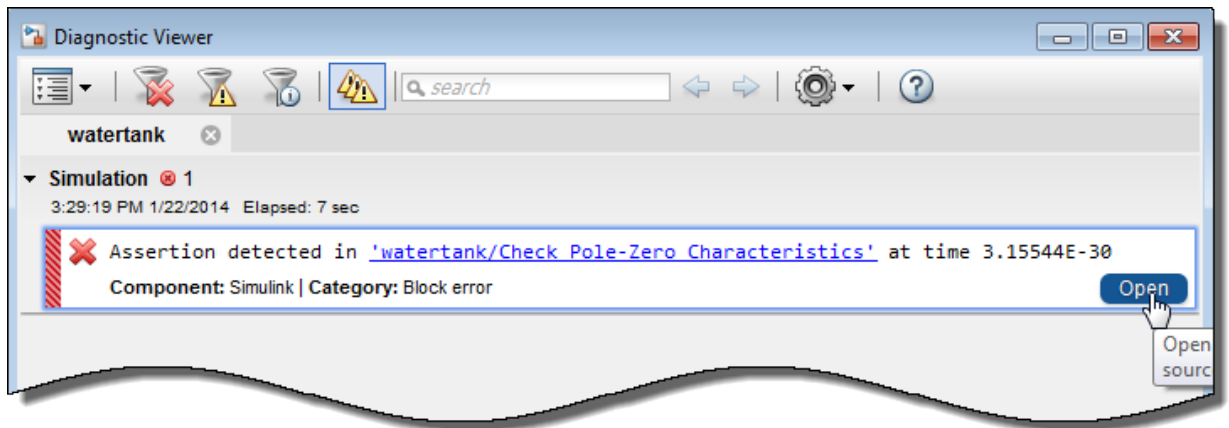 Diagnostic Viewer
search
watertank
Simulation 1
3:29:19 PM 1/22/2014 Elapsed: 7 sec
Assertion detected in 'watertank/Check Pole-Zero Characteristics' at time 3.15544E-30
Component: Simulink | Category: Block error
Open
Open
sourc